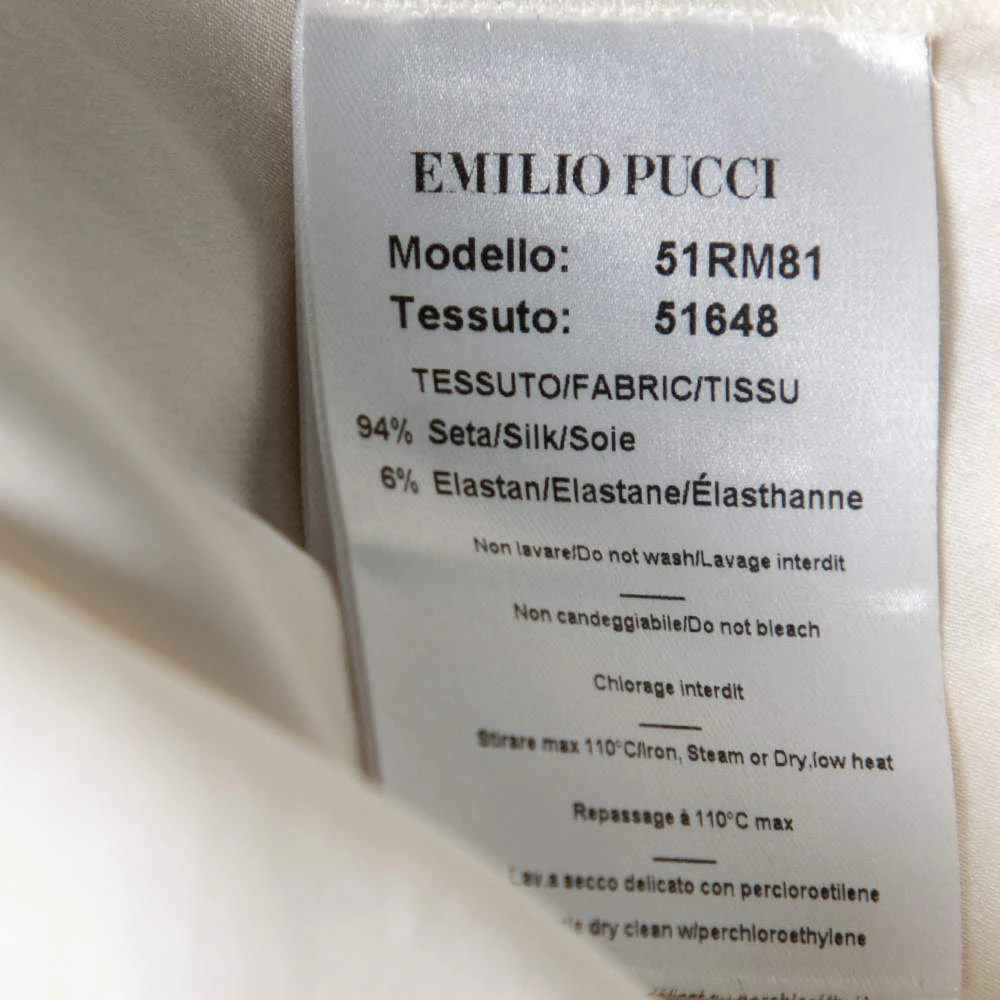 EMILIO PUCCI
Modello: 51RM81
Tessuto: 51648
TESSUTO/FABRIC/TISSU
94% Seta/Silk/Soie
6% Elastan/Elastane/Élasthanne
Non lavare/Do not wash/Lavage interdit
Non candeggiabile/Do not bleach
Chlorage interdit
Stirare max 110°C/Iron, Steam or Dry,low heat
Repassage à 110°C max
Lav.a secco delicato con percloroetilene
dry clean w/perchloroethylene